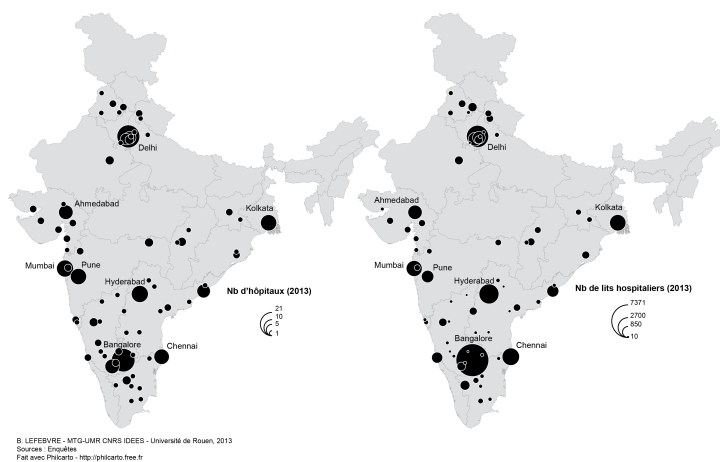 Delhi
Ahmedabad
Kolkata
Mumbai
Pune
Hyderabad
Nb d'hôpitaux (2013)
21
10
5
1
Bangalore
Chennai
Delhi
Ahmedabad
Kolkata
Mumbai
Pune
Hyderabad
Nb de lits hospitaliers (2013)
7371
2700
850
10
Bangalore
Chennai
B. LEFEBVRE - MTG-UMR CNRS IDEES - Université de Rouen, 2013
Sources : Enquêtes
Fait avec Philcarto - http://philcarto.free.fr